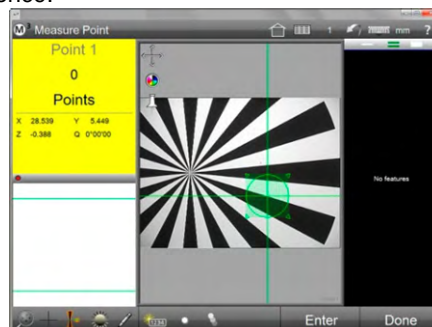 Measure Point
1
mm
?
Point 1
0
Points
X 28.539 Y 5.449
Z -0.388 Q 0°00'00
No features
1234
Enter
Done